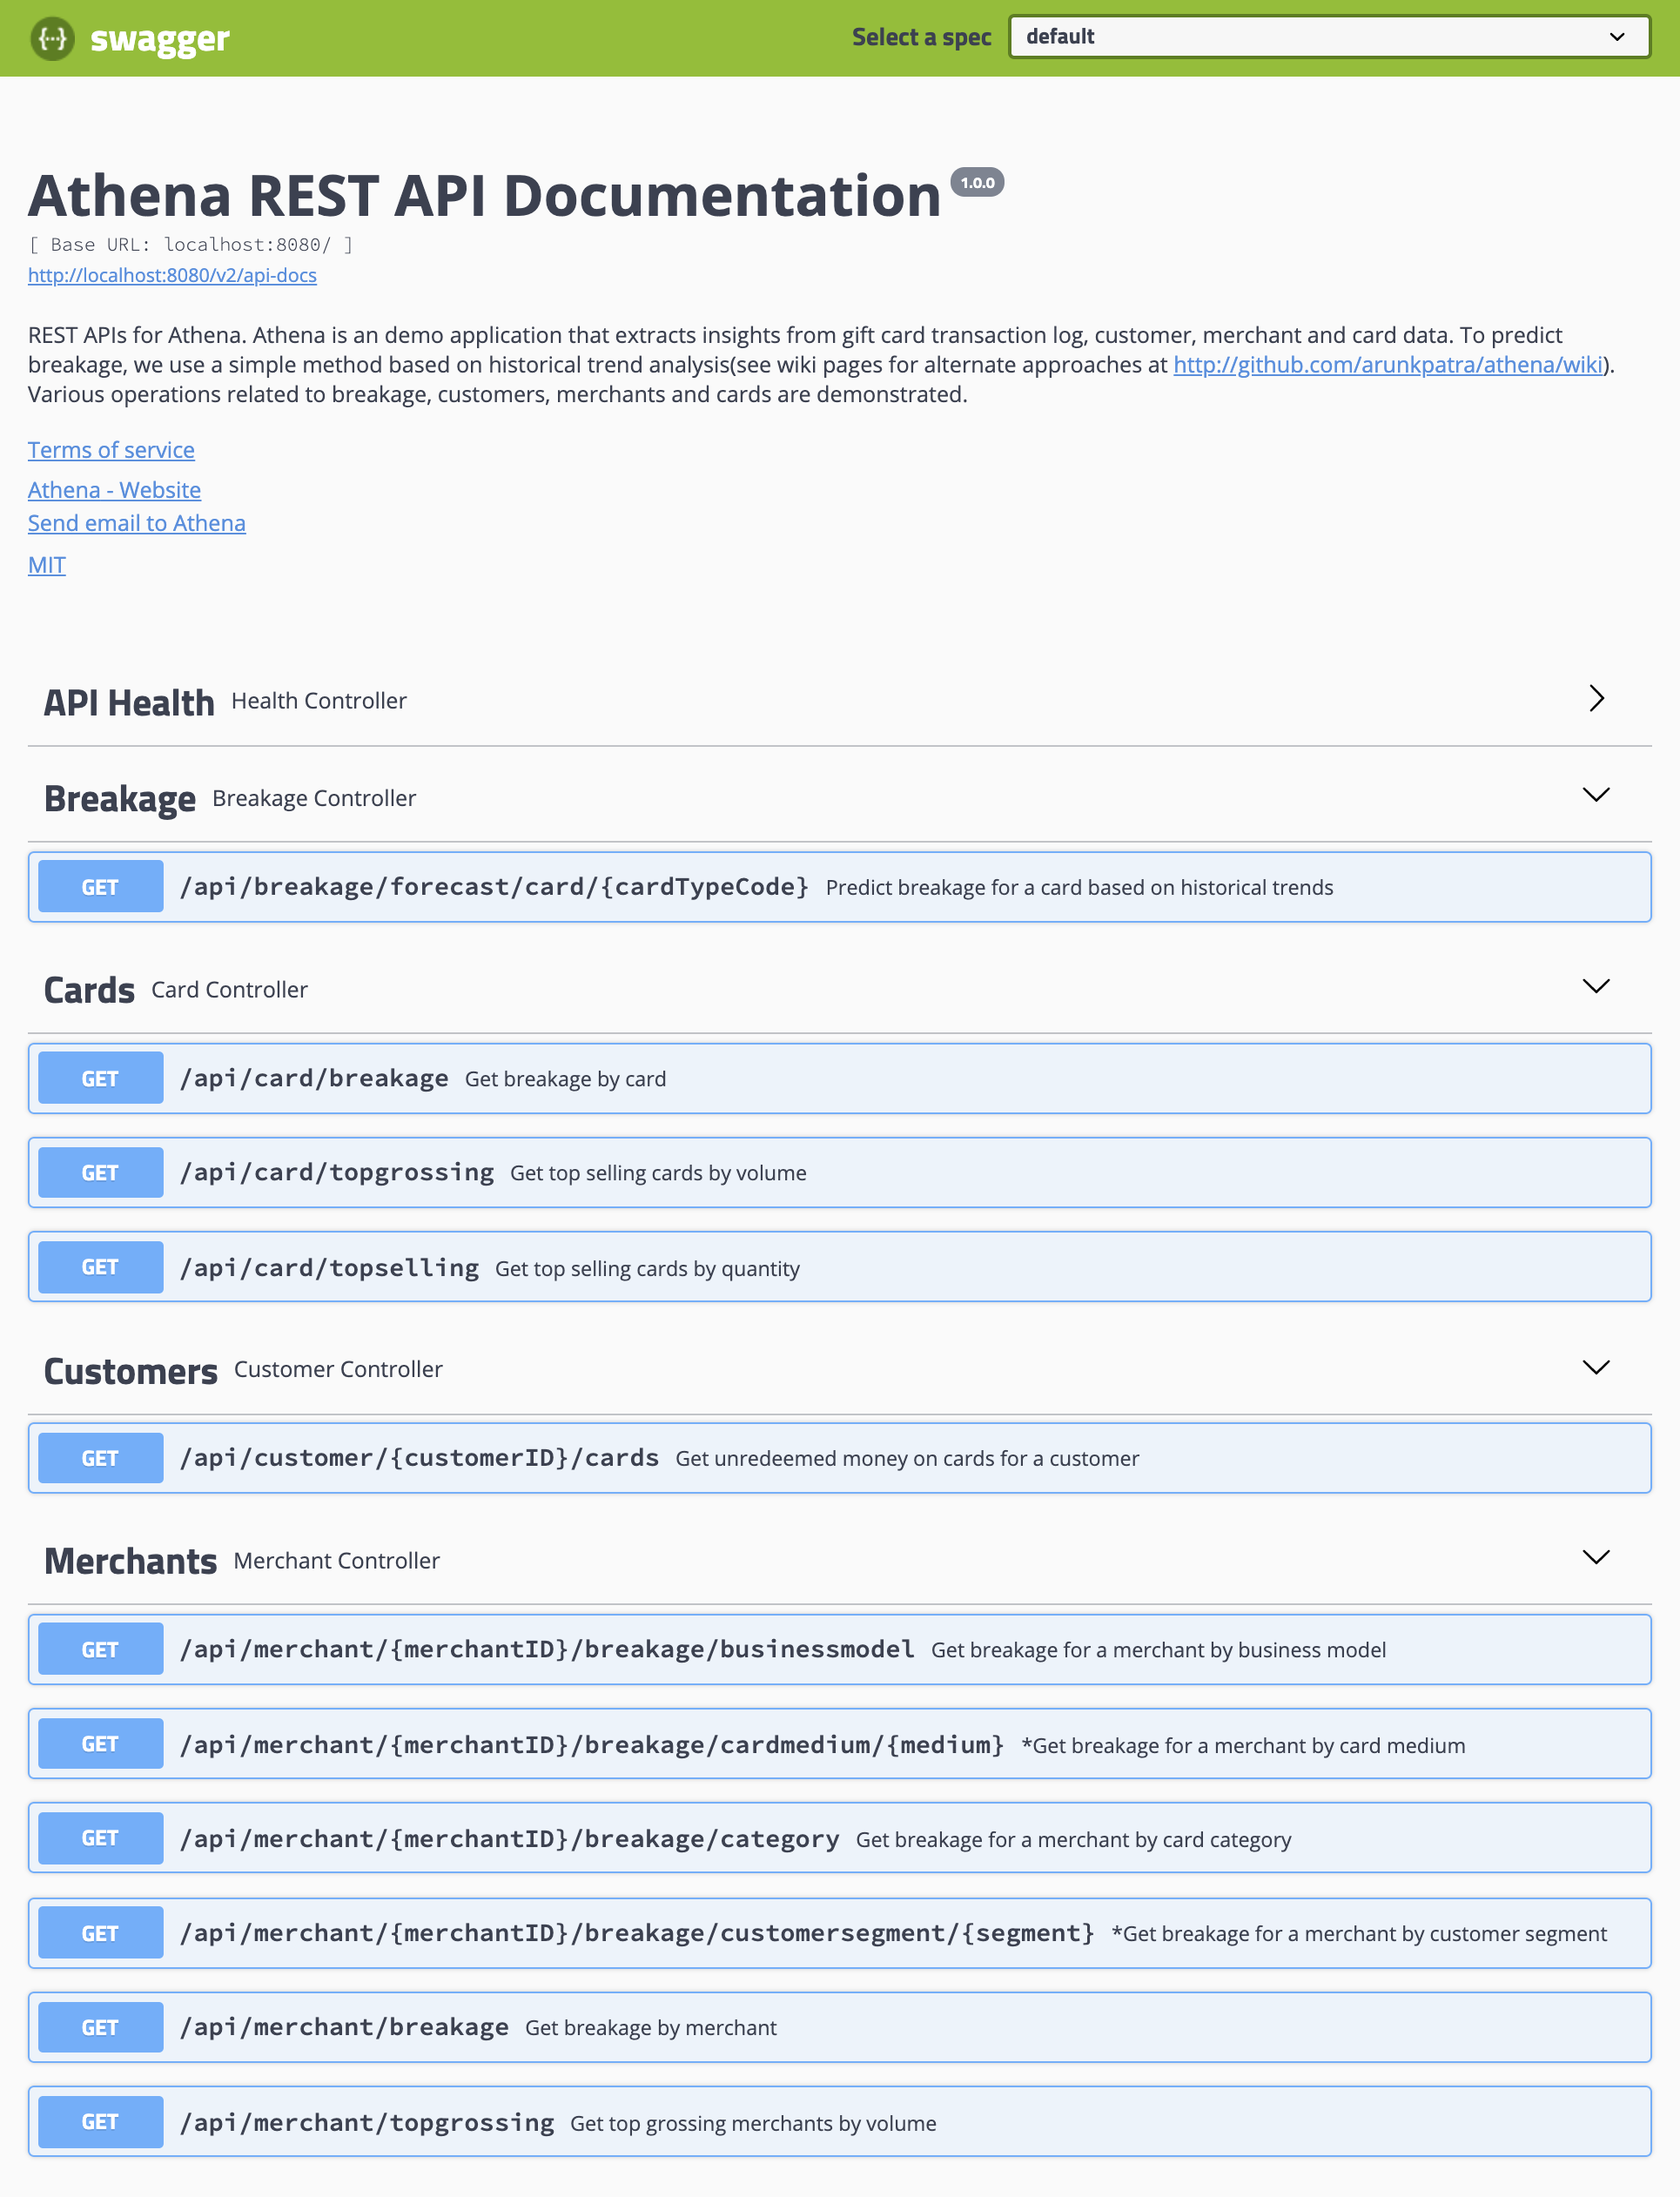 {...} swagger
Select a spec default
Athena REST API Documentation 1.0.0
[ Base URL: localhost:8080/ ]
http://localhost:8080/v2/api-docs
REST APIs for Athena. Athena is an demo application that extracts insights from gift card transaction log, customer, merchant and card data. To predict
breakage, we use a simple method based on historical trend analysis(see wiki pages for alternate approaches at http://github.com/arunkpatra/athena/wiki).
Various operations related to breakage, customers, merchants and cards are demonstrated.
Terms of service
Athena - Website
Send email to Athena
MIT
API Health Health Controller
Breakage Breakage Controller
GET /api/breakage/forecast/card/{cardTypeCode} Predict breakage for a card based on historical trends
Cards Card Controller
GET /api/card/breakage Get breakage by card
GET /api/card/topgrossing Get top selling cards by volume
GET /api/card/topselling Get top selling cards by quantity
Customers Customer Controller
GET /api/customer/{customerID}/cards Get unredeemed money on cards for a customer
Merchants Merchant Controller
GET /api/merchant/{merchantID}/breakage/businessmodel Get breakage for a merchant by business model
GET /api/merchant/{merchantID}/breakage/cardmedium/{medium} *Get breakage for a merchant by card medium
GET /api/merchant/{merchantID}/breakage/category Get breakage for a merchant by card category
GET /api/merchant/{merchantID}/breakage/customersegment/{segment} *Get breakage for a merchant by customer segment
GET /api/merchant/breakage Get breakage by merchant
GET /api/merchant/topgrossing Get top grossing merchants by volume